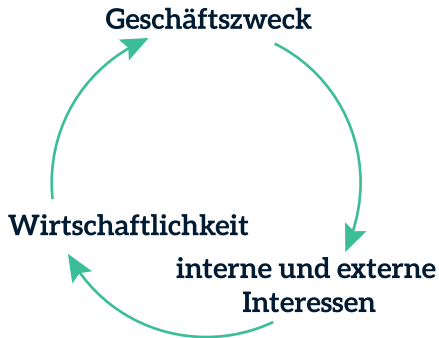 Geschäftszweck
Wirtschaftlichkeit
interne und externe
Interessen